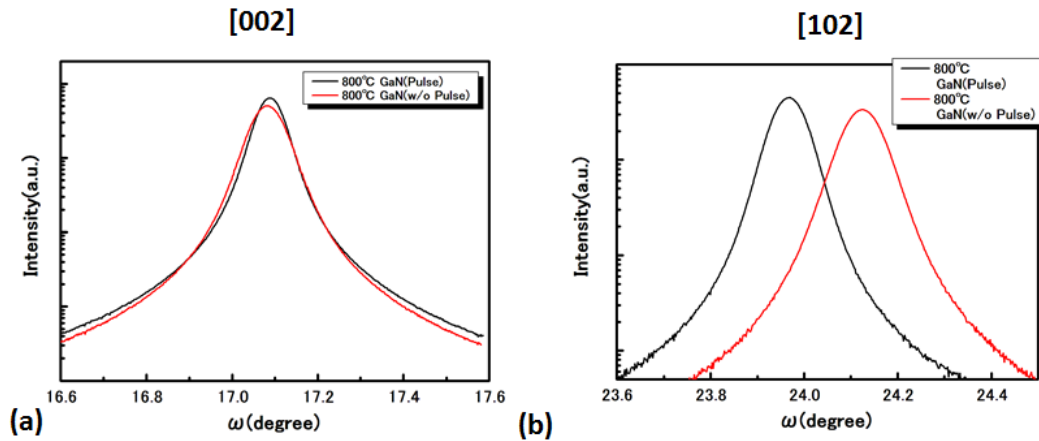 [002]
800°C GaN(Pulse)
800°C GaN(w/o Pulse)
Intensity(a.u.)
16.6 16.8 17.0 17.2 17.4 17.6
ω(degree)
(a)
[102]
800°C
GaN(Pulse)
800°C
GaN(w/o Pulse)
Intensity(a.u.)
23.6 23.8 24.0 24.2 24.4
ω(degree)
(b)